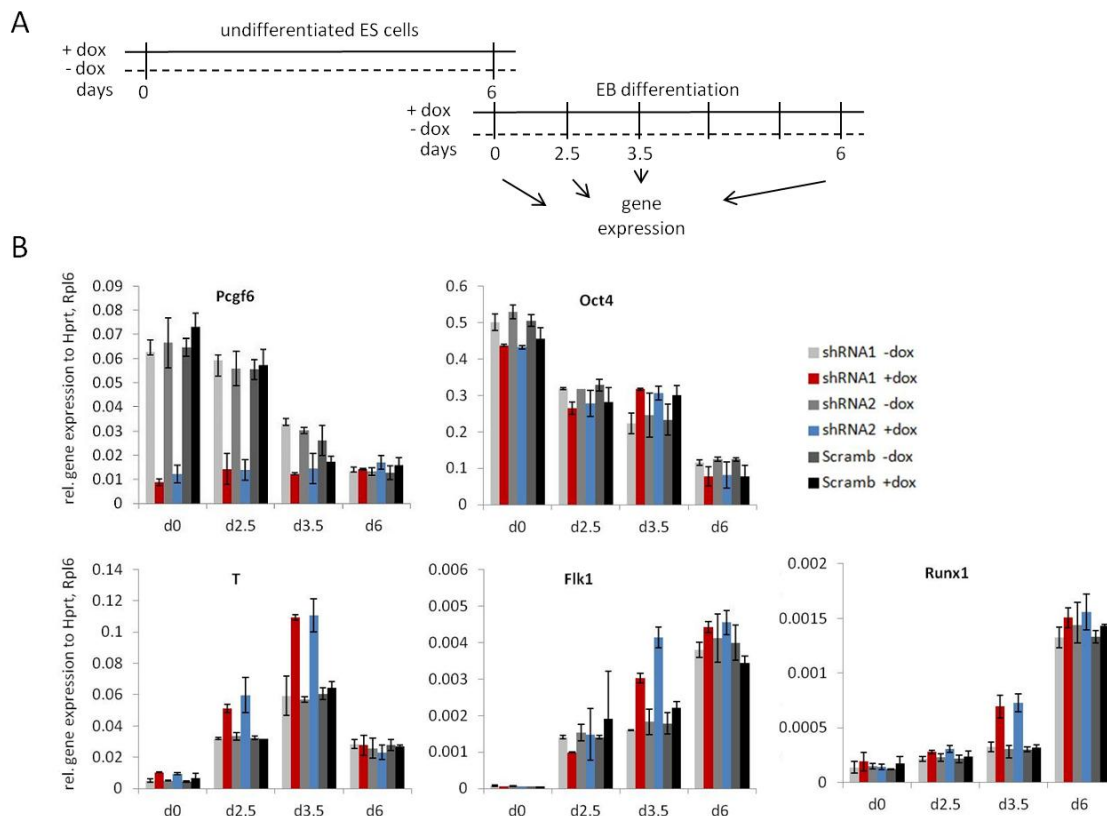 A
undifferentiated ES cells
+ dox
- dox
days 0 6
EB differentiation
+ dox
- dox
days 0 2.5 3.5 6
gene
expression
B
rel. gene expression to Hprt, Rpl6
Pcgf6
0.09
0.08
0.07
0.06
0.05
0.04
0.03
0.02
0.01
0
d0 d2.5 d3.5 d6
Oct4
0.6
0.5
0.4
0.3
0.2
0.1
0
d0 d2.5 d3.5 d6
shRNA1 -dox
shRNA1 +dox
shRNA2 -dox
shRNA2 +dox
Scramb -dox
Scramb +dox
rel. gene expression to Hprt, Rpl6
T
0.14
0.12
0.1
0.08
0.06
0.04
0.02
0
d0 d2.5 d3.5 d6
Flk1
0.006
0.005
0.004
0.003
0.002
0.001
0
d0 d2.5 d3.5 d6
Runx1
0.002
0.0015
0.001
0.0005
0
d0 d2.5 d3.5 d6